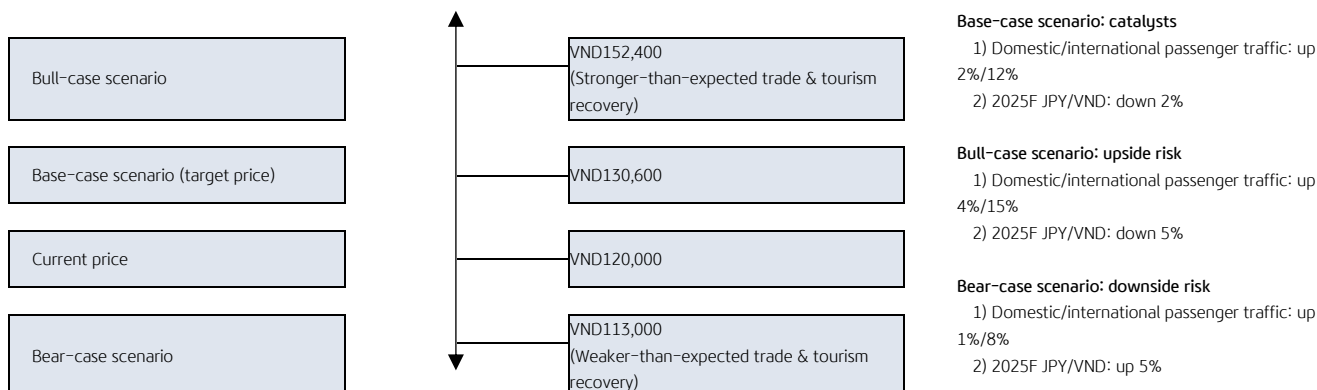 Bull-case scenario
VND152,400
(Stronger-than-expected trade & tourism
recovery)
Base-case scenario (target price)
VND130,600
Current price
VND120,000
Bear-case scenario
VND113,000
(Weaker-than-expected trade & tourism
recovery)
Base-case scenario: catalysts
1) Domestic/international passenger traffic: up
2%/12%
2) 2025F JPY/VND: down 2%
Bull-case scenario: upside risk
1) Domestic/international passenger traffic: up
4%/15%
2) 2025F JPY/VND: down 5%
Bear-case scenario: downside risk
1) Domestic/international passenger traffic: up
1%/8%
2) 2025F JPY/VND: up 5%